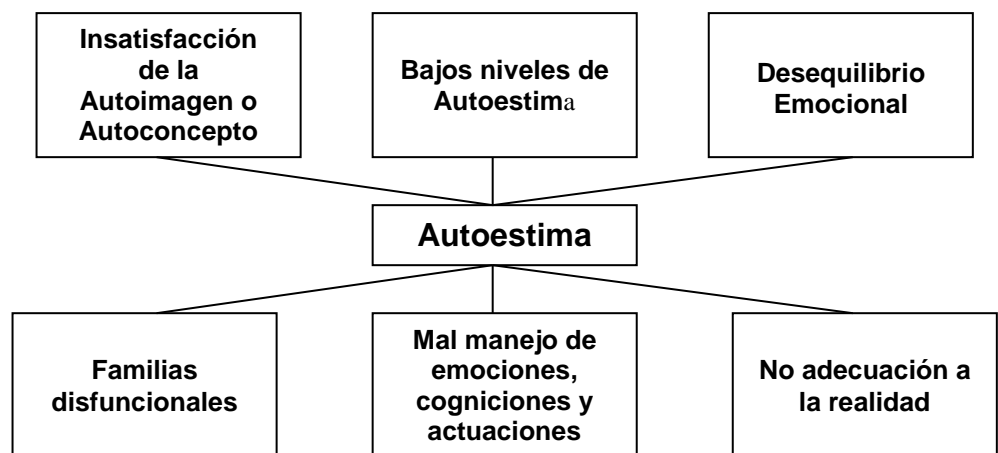 Insatisfacción
de la
Autoimagen o
Autoconcepto
Bajos niveles de
Autoestima
Desequilibrio
Emocional
Autoestima
Familias
disfuncionales
Mal manejo de
emociones,
cogniciones y
actuaciones
No adecuación a
la realidad